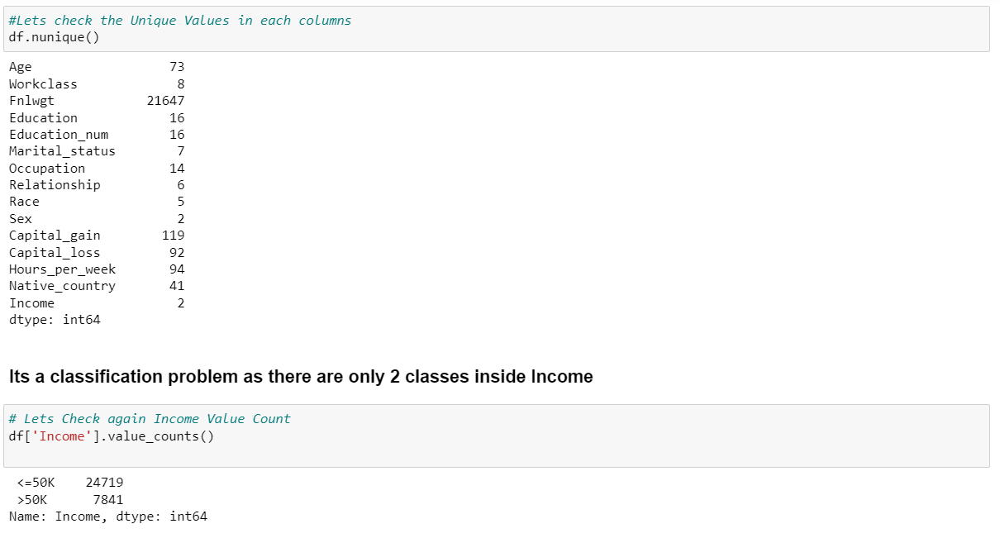 #Lets check the Unique Values in each columns
df.nunique()
Age 73
Workclass 8
Fnlwgt 21647
Education 16
Education_num 16
Marital_status 7
Occupation 14
Relationship 6
Race 5
Sex 2
Capital_gain 119
Capital_loss 92
Hours_per_week 94
Native_country 41
Income 2
dtype: int64
Its a classification problem as there are only 2 classes inside Income
# Lets Check again Income Value Count
df['Income'].value_counts()
<=50K 24719
>50K 7841
Name: Income, dtype: int64